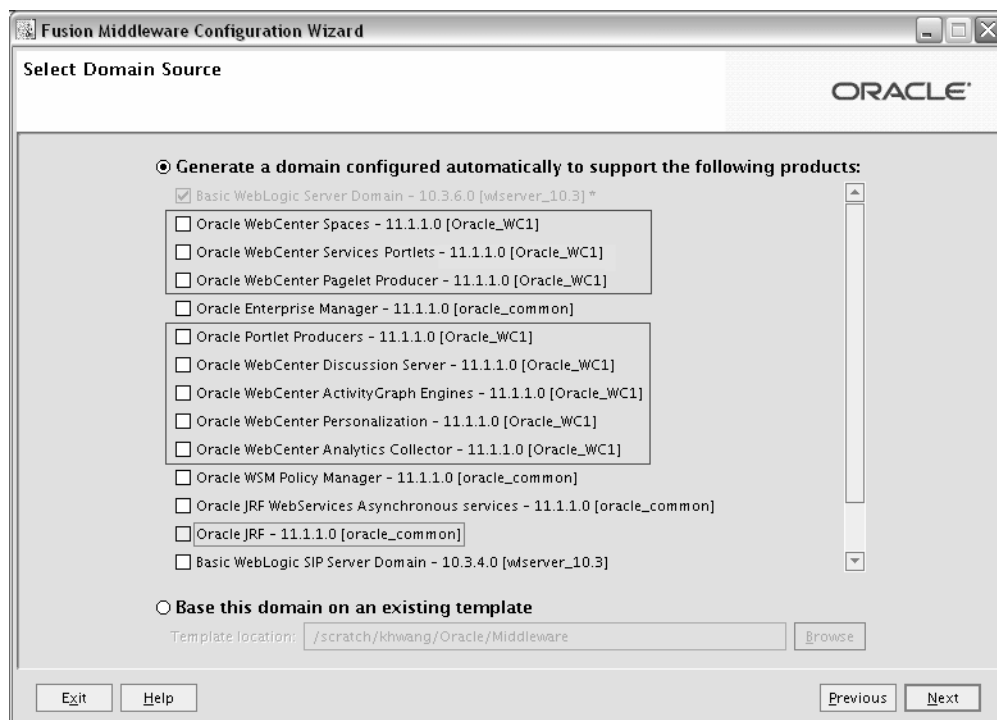 Fusion Middleware Configuration Wizard
Select Domain Source
ORACLE
Generate a domain configured automatically to support the following products:
Basic WebLogic Server Domain - 10.3.6.0 [wlserver_10.3] *
Oracle WebCenter Spaces - 11.1.1.0 [Oracle_WC1]
Oracle WebCenter Services Portlets - 11.1.1.0 [Oracle_WC1]
Oracle WebCenter Pagelet Producer - 11.1.1.0 [Oracle_WC1]
Oracle Enterprise Manager - 11.1.1.0 [oracle_common]
Oracle Portlet Producers - 11.1.1.0 [Oracle_WC1]
Oracle WebCenter Discussion Server - 11.1.1.0 [Oracle_WC1]
Oracle WebCenter ActivityGraph Engines - 11.1.1.0 [Oracle_WC1]
Oracle WebCenter Personalization - 11.1.1.0 [Oracle_WC1]
Oracle WebCenter Analytics Collector - 11.1.1.0 [Oracle_WC1]
Oracle WSM Policy Manager - 11.1.1.0 [oracle_common]
Oracle JRF WebServices Asynchronous services - 11.1.1.0 [oracle_common]
Oracle JRF - 11.1.1.0 [oracle_common]
Basic WebLogic SIP Server Domain - 10.3.4.0 [wlserver_10.3]
Base this domain on an existing template
Template location: /scratch/khwang/Oracle/Middleware Browse
Exit Help Previous Next